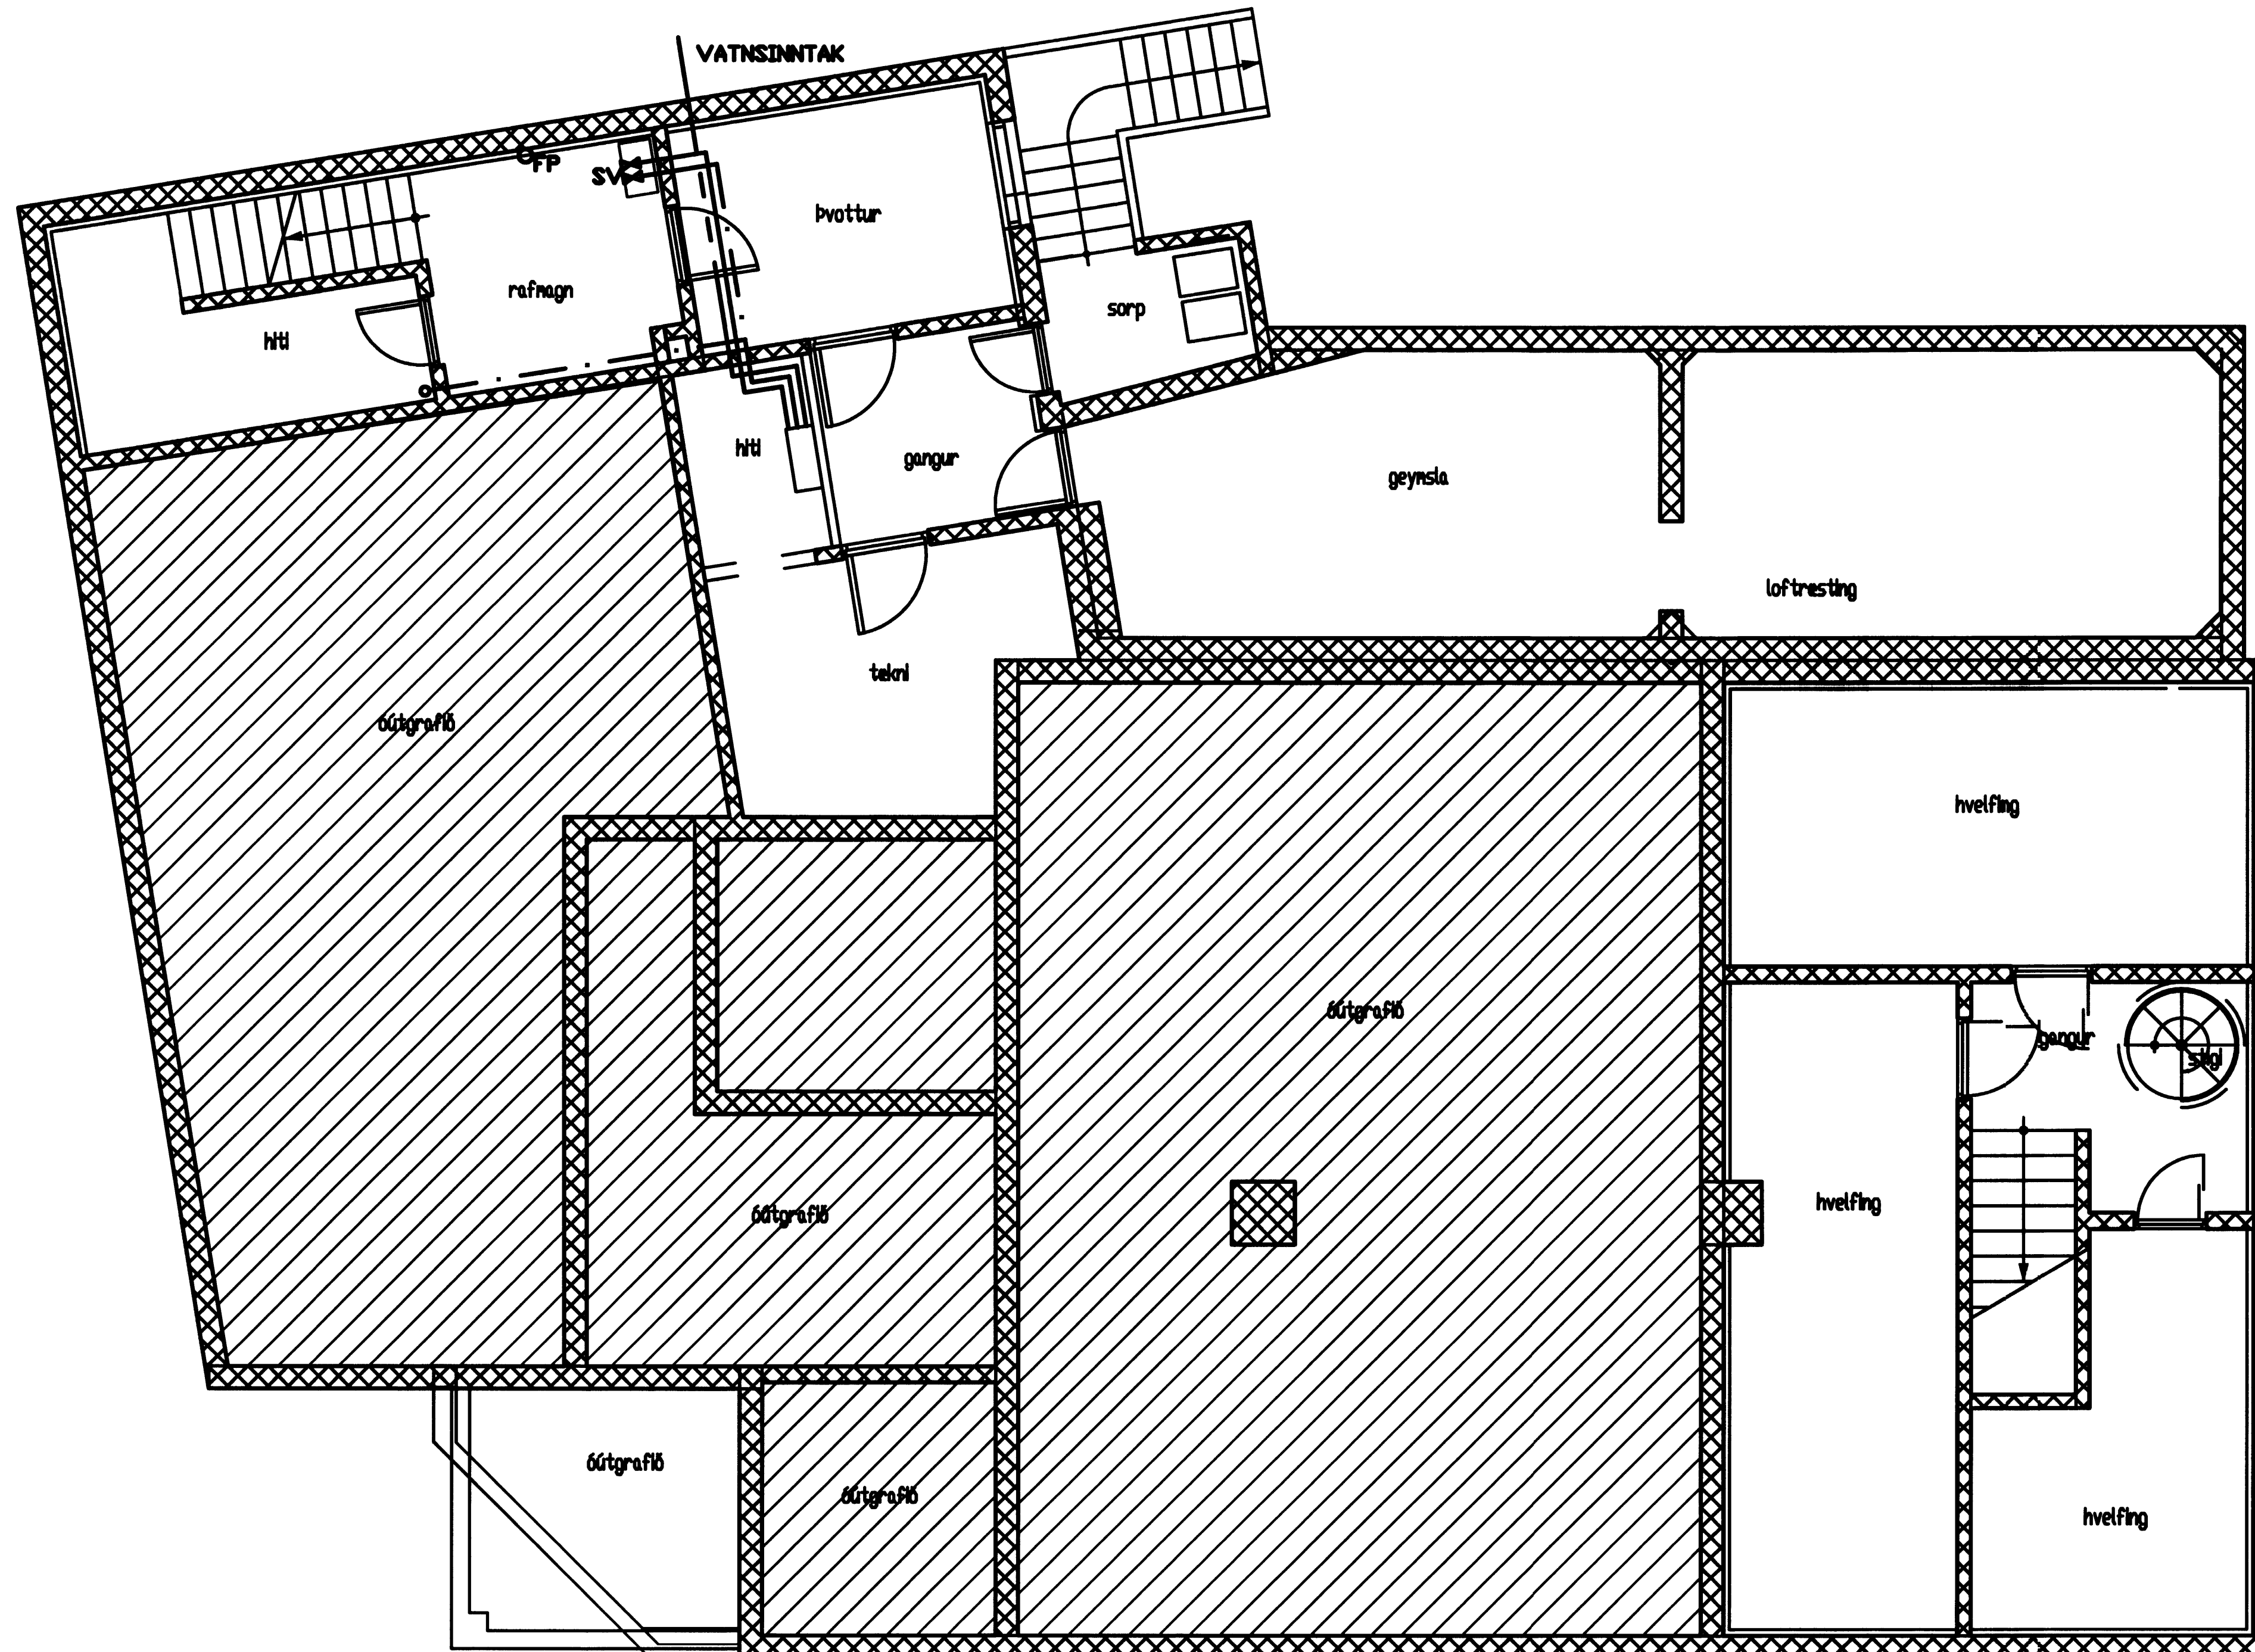 VATNSINNTAK
FP
SV
Þvottur
rafmagn
sorp
hiti
hiti
gangur
geymsla
loftræsting
tekni
óútgrafið
hvelfing
óútgrafið
gangur
stigi
hvelfing
óútgrafið
óútgrafið
óútgrafið
hvelfing